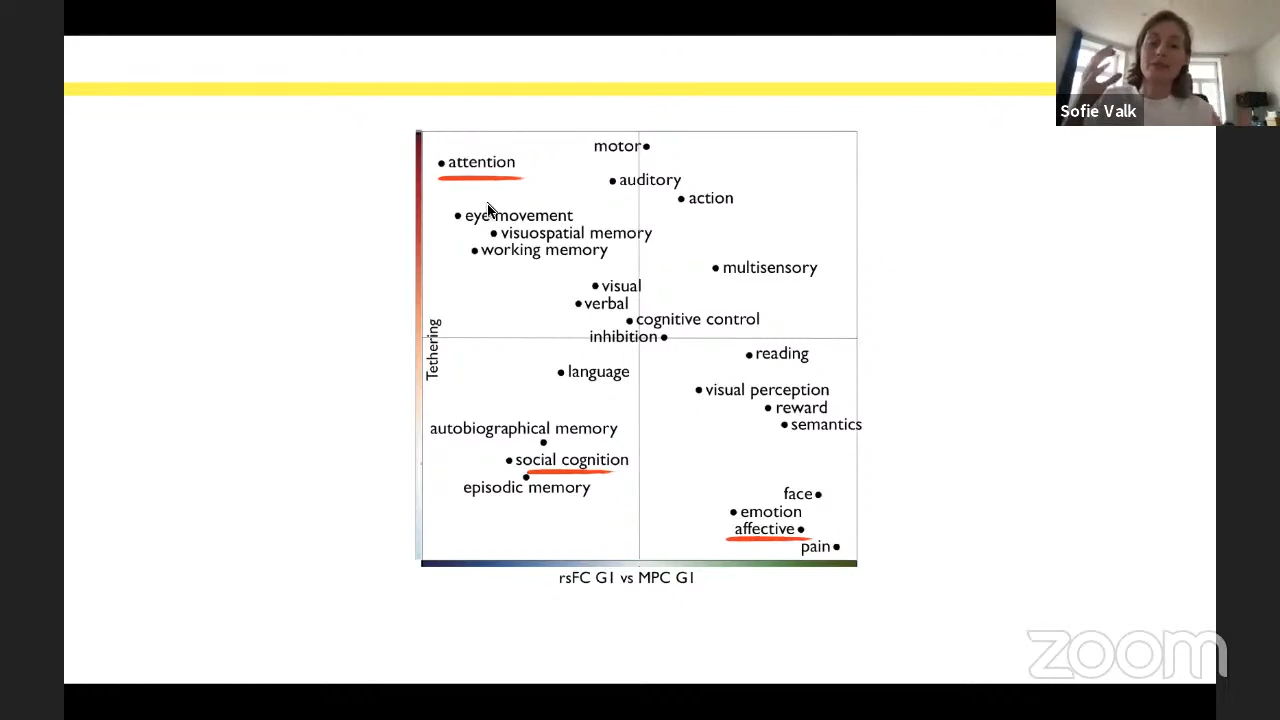 Sofie Valk
motor
attention
auditory
action
eye movement
visuospatial memory
working memory
multisensory
visual
verbal
cognitive control
inhibition
Tethering
reading
language
visual perception
reward
semantics
autobiographical memory
social cognition
episodic memory
face
emotion
affective
pain
rsFC G1 vs MPC G1
zoom